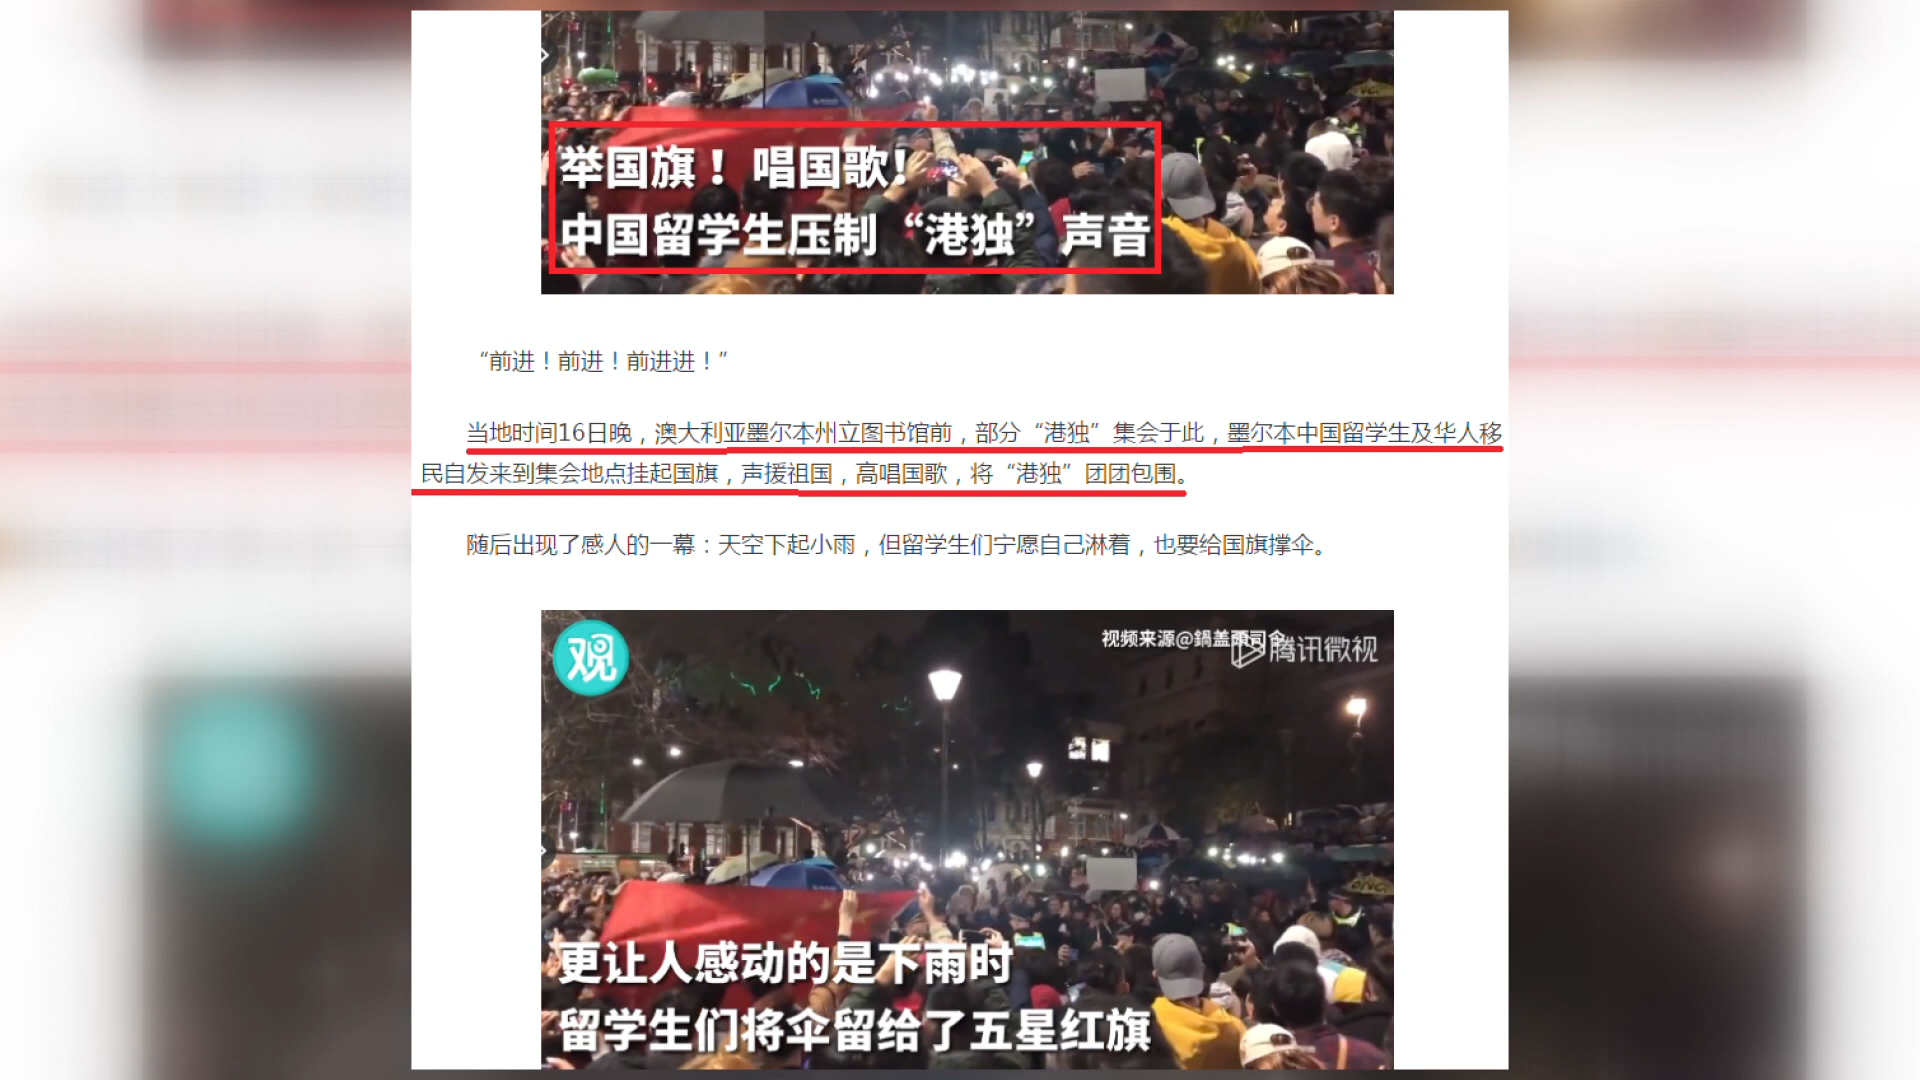 举国旗！唱国歌！
中国留学生压制“港独”声音
“前进！前进！前进进！”
当地时间16日晚，澳大利亚墨尔本州立图书馆前，部分“港独”集会于此，墨尔本中国留学生及华人移
民自发来到集会地点挂起国旗，声援祖国，高唱国歌，将“港独”团团包围。
随后出现了感人的一幕：天空下起小雨，但留学生们宁愿自己淋着，也要给国旗撑伞。
观
视频来源@鍋盖頭司令
腾讯微视
更让人感动的是下雨时
留学生们将伞留给了五星红旗